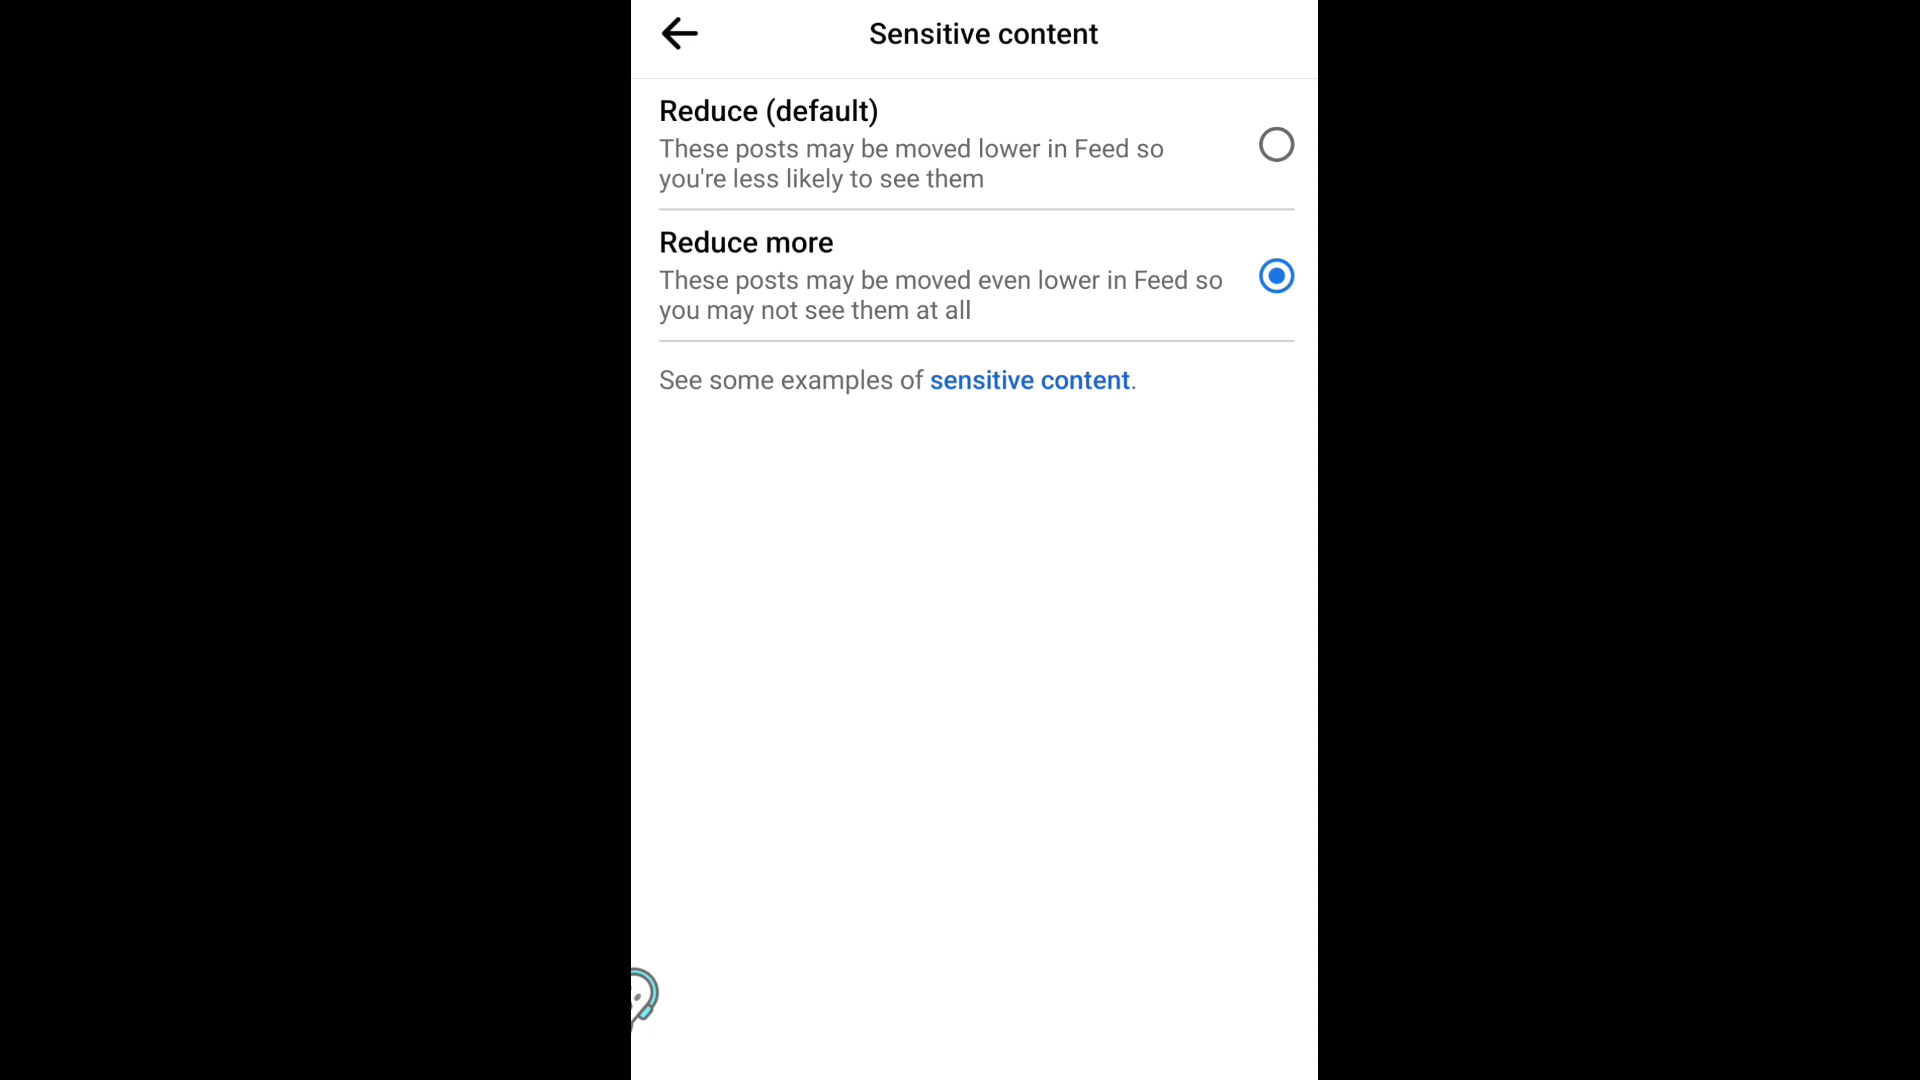 Sensitive content
Reduce (default)
These posts may be moved lower in Feed so
you're less likely to see them
Reduce more
These posts may be moved even lower in Feed so
you may not see them at all
See some examples of sensitive content.